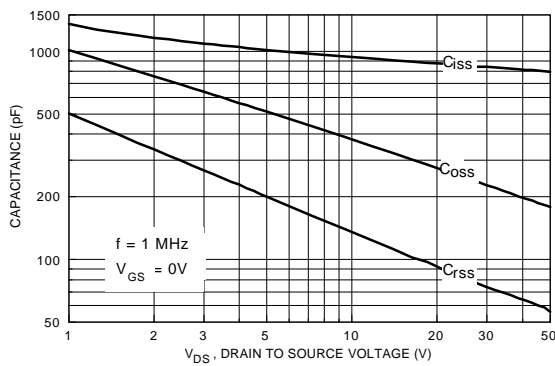 1500
1000
500
200
100
50
CAPACITANCE (pF)
Ciss
Coss
Crss
f = 1 MHz
VGS = 0V
1 2 3 5 10 20 30 50
VDS , DRAIN TO SOURCE VOLTAGE (V)